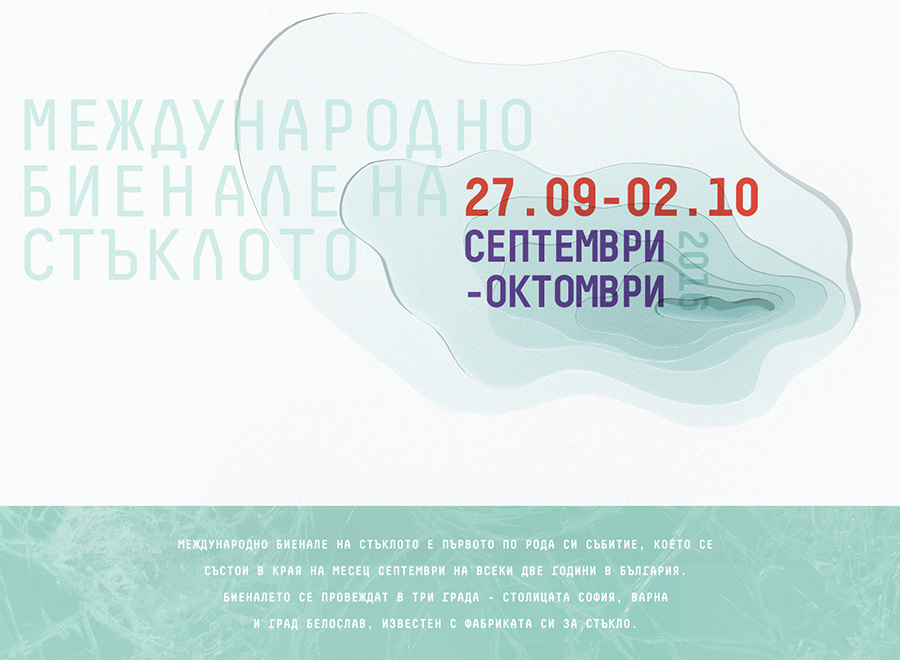 МЕЖДУНАРОДНО
БИЕНАЛЕ НА
СТЪКЛОТО
27.09-02.10
СЕПТЕМВРИ
-ОКТОМВРИ
2016
МЕЖДУНАРОДНО БИЕНАЛЕ НА СТЪКЛОТО Е ПЪРВОТО ПО РОДА СИ СЪБИТИЕ, КОЕТО СЕ
СЪСТОИ В КРАЯ НА МЕСЕЦ СЕПТЕМВРИ НА ВСЕКИ ДВЕ ГОДИНИ В БЪЛГАРИЯ.
БИЕНАЛЕТО СЕ ПРОВЕЖДАТ В ТРИ ГРАДА - СТОЛИЦАТА СОФИЯ, ВАРНА
И ГРАД БЕЛОСЛАВ, ИЗВЕСТЕН С ФАБРИКАТА СИ ЗА СТЪКЛО.